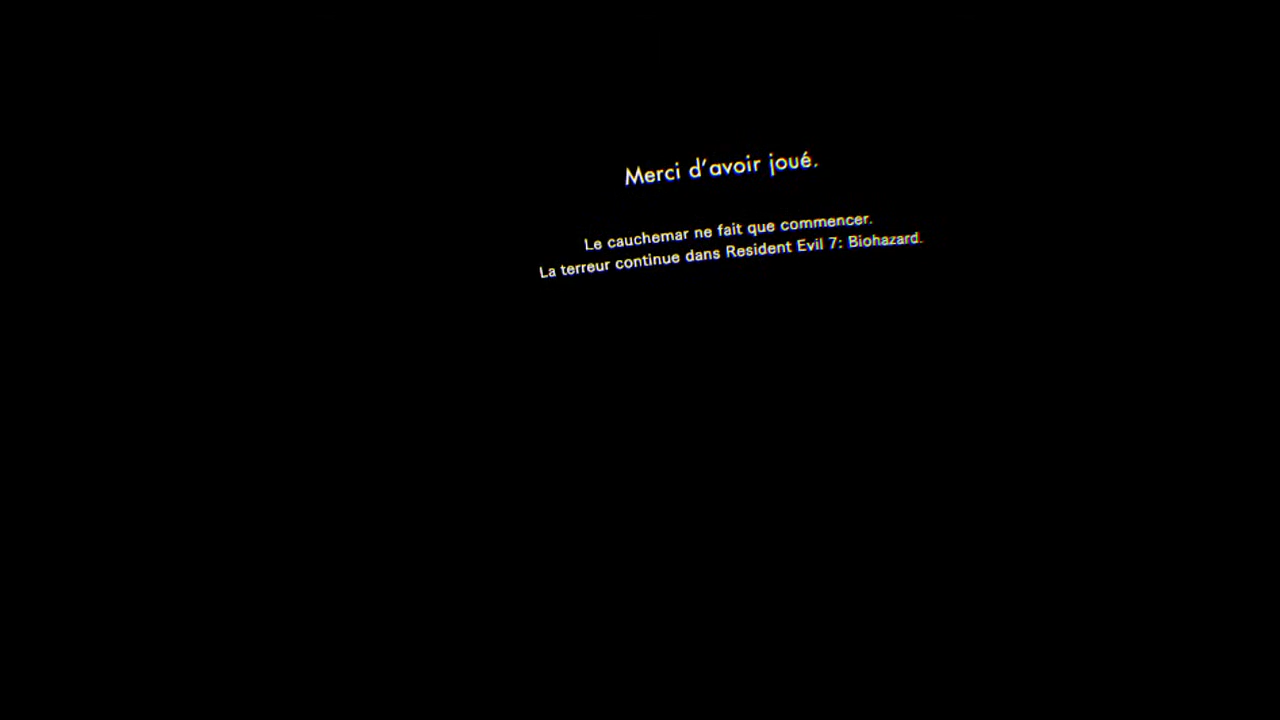 Merci d'avoir joué.
Le cauchemar ne fait que commencer.
La terreur continue dans Resident Evil 7: Biohazard.